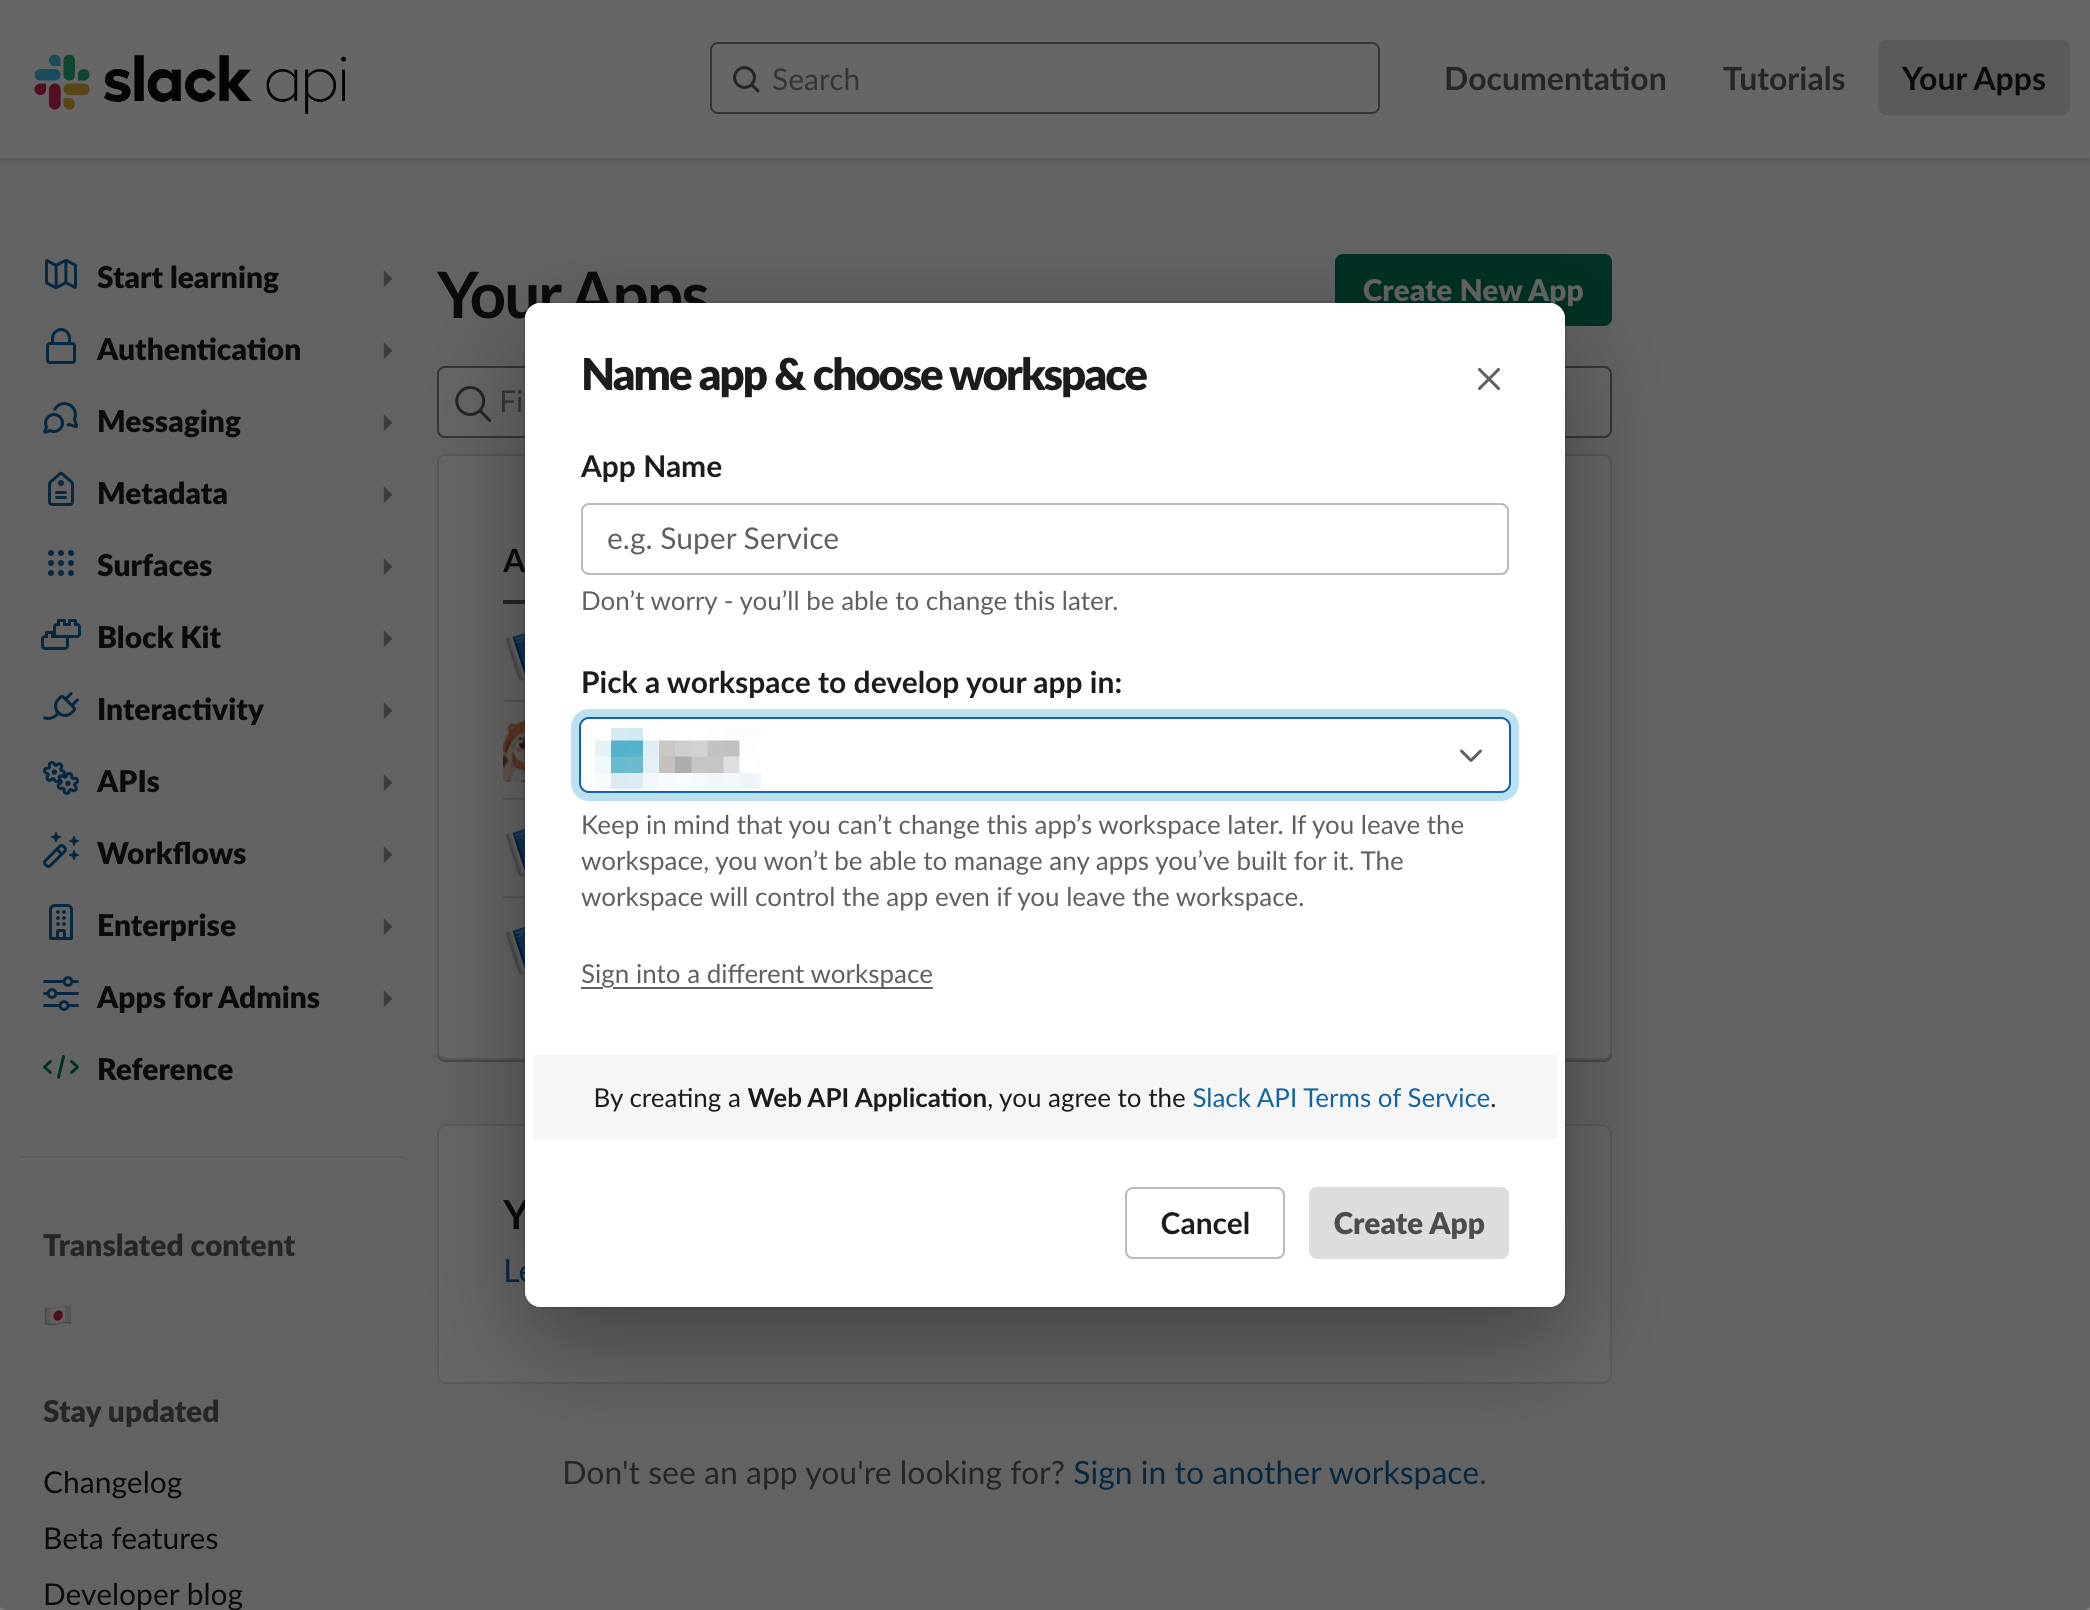 slack api
Search
Documentation
Tutorials
Your Apps
Start learning
Authentication
Messaging
Metadata
Surfaces
Block Kit
Interactivity
APIs
Workflows
Enterprise
Apps for Admins
Reference
Translated content
Stay updated
Changelog
Beta features
Developer blog
Your Apps
Create New App
Fi
A
Y
Le
Name app & choose workspace
App Name
e.g. Super Service
Don’t worry - you’ll be able to change this later.
Pick a workspace to develop your app in:
Keep in mind that you can’t change this app’s workspace later. If you leave the
workspace, you won’t be able to manage any apps you’ve built for it. The
workspace will control the app even if you leave the workspace.
Sign into a different workspace
By creating a Web API Application, you agree to the Slack API Terms of Service.
Cancel
Create App
Don't see an app you're looking for? Sign in to another workspace.